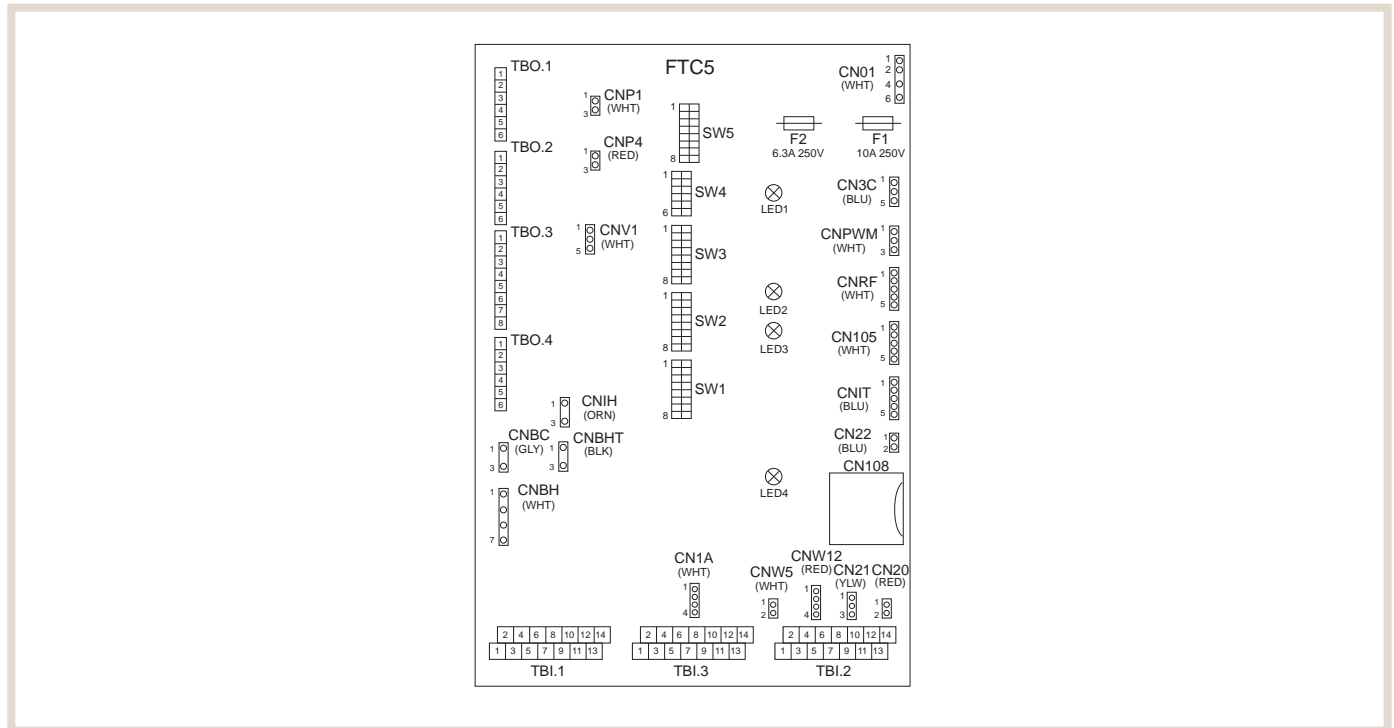 FTC5
TBO.1
1
2
3
4
5
6
TBO.2
1
2
3
4
5
6
TBO.3
1
2
3
4
5
6
7
8
TBO.4
1
2
3
4
5
6
CNP1
(WHT)
1
3
CNP4
(RED)
1
3
CNV1
(WHT)
1
5
CNIH
(ORN)
1
3
CNBC
(GLY)
1
3
CNBHT
(BLK)
1
3
CNBH
(WHT)
1
7
1
SW5
8
1
SW4
6
1
SW3
8
1
SW2
8
1
SW1
8
F2
6.3A 250V
F1
10A 250V
LED1
LED2
LED3
LED4
CN01
(WHT)
1
2
4
6
CN3C
(BLU)
1
5
CNPWM
(WHT)
1
3
CNRF
(WHT)
1
5
CN105
(WHT)
1
5
CNIT
(BLU)
1
5
CN22
(BLU)
1
2
CN108
CN1A
(WHT)
1
4
CNW5
(WHT)
1
2
CNW12
(RED)
1
4
CN21
(YLW)
1
3
CN20
(RED)
1
2
2 4 6 8 10 12 14
1 3 5 7 9 11 13
TBI.1
2 4 6 8 10 12 14
1 3 5 7 9 11 13
TBI.3
2 4 6 8 10 12 14
1 3 5 7 9 11 13
TBI.2